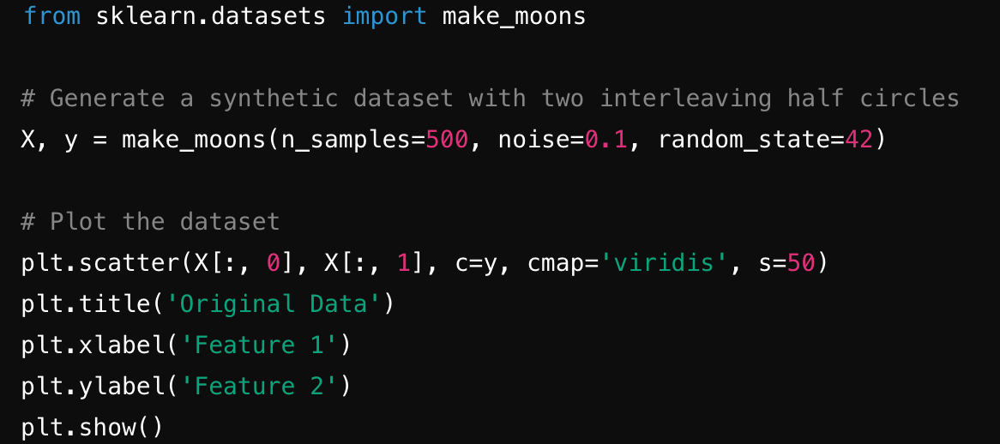 from sklearn.datasets import make_moons
# Generate a synthetic dataset with two interleaving half circles
X, y = make_moons(n_samples=500, noise=0.1, random_state=42)
# Plot the dataset
plt.scatter(X[:, 0], X[:, 1], c=y, cmap='viridis', s=50)
plt.title('Original Data')
plt.xlabel('Feature 1')
plt.ylabel('Feature 2')
plt.show()